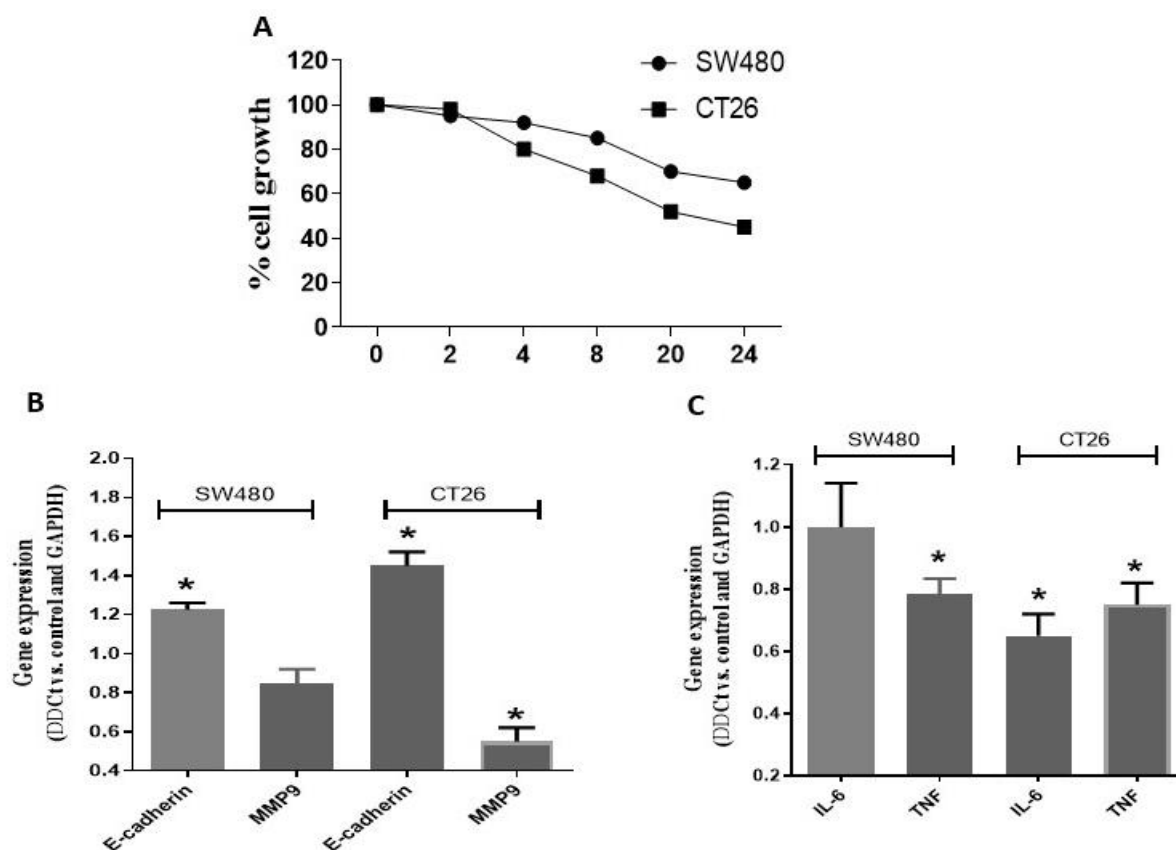 A
120
100
80
60
40
20
0
% cell growth
SW480
CT26
0 2 4 8 20 24
B
2.0
1.8
1.6
1.4
1.2
1.0
0.8
0.6
0.4
Gene expression
(DDCt vs. control and GAPDH)
SW480
CT26
*
*
*
E-cadherin
MMP9
E-cadherin
MMP9
C
1.2
1.0
0.8
0.6
0.4
0.2
Gene expression
(DDCt vs. control and GAPDH)
SW480
CT26
*
*
*
IL-6
TNF
IL-6
TNF